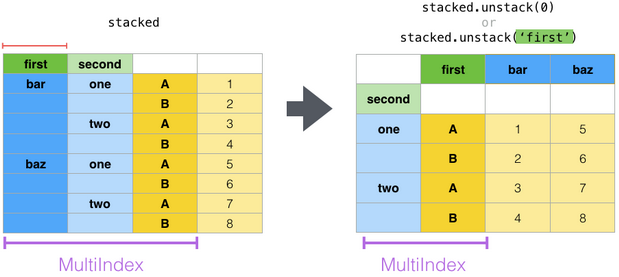 stacked
first second
bar one A 1
B 2
two A 3
B 4
baz one A 5
B 6
two A 7
B 8
MultiIndex
stacked.unstack(0)
or
stacked.unstack(‘first’)
first bar baz
second
one A 1 5
B 2 6
two A 3 7
B 4 8
MultiIndex